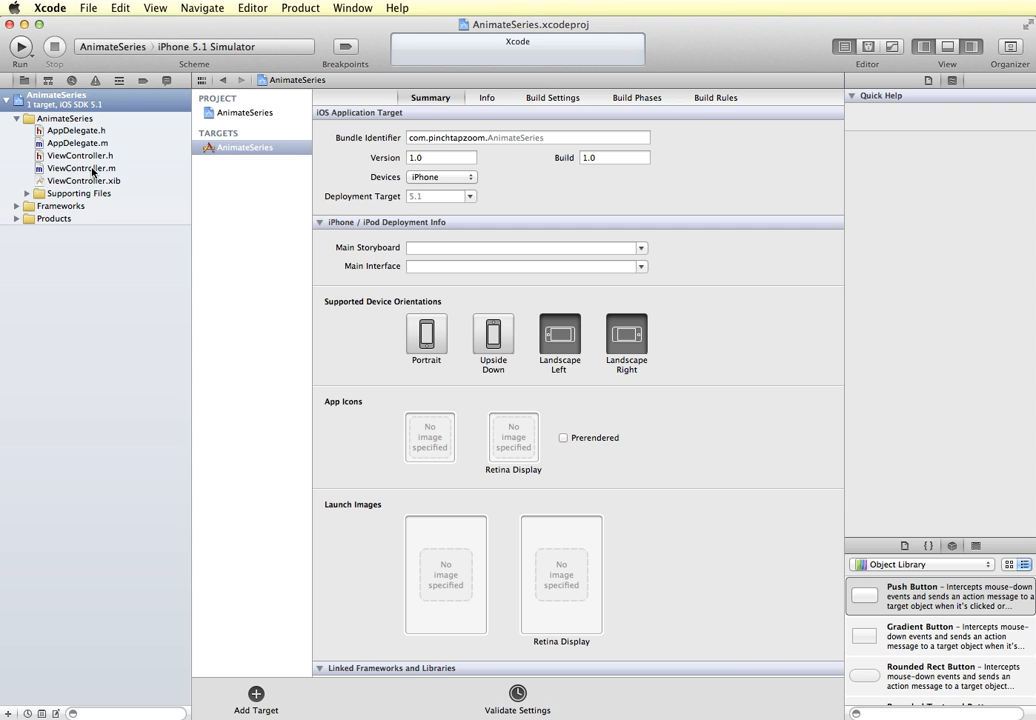 Xcode File Edit View Navigate Editor Product Window Help
AnimateSeries.xcodeproj
AnimateSeries iPhone 5.1 Simulator
Xcode
Run Stop Scheme Breakpoints Editor View Organizer
AnimateSeries
1 target, iOS SDK 5.1
AnimateSeries
AppDelegate.h
AppDelegate.m
ViewController.h
ViewController.m
ViewController.xib
Supporting Files
Frameworks
Products
AnimateSeries
PROJECT
AnimateSeries
TARGETS
AnimateSeries
Summary Info Build Settings Build Phases Build Rules
iOS Application Target
Bundle Identifier com.pinchtapzoom.AnimateSeries
Version 1.0 Build 1.0
Devices iPhone
Deployment Target 5.1
iPhone / iPod Deployment Info
Main Storyboard
Main Interface
Supported Device Orientations
Portrait
Upside
Down
Landscape
Left
Landscape
Right
App Icons
No
image
specified
No
image
specified
Prerendered
Retina Display
Launch Images
No
image
specified
No
image
specified
Retina Display
Linked Frameworks and Libraries
Add Target
Validate Settings
Quick Help
Object Library
Push Button – Intercepts mouse-down
events and sends an action message to a
target object when it's clicked or...
Gradient Button – Intercepts mouse-
down events and sends an action
message to a target object when it's...
Rounded Rect Button – Intercepts
mouse-down events and sends an
action message to a target object...